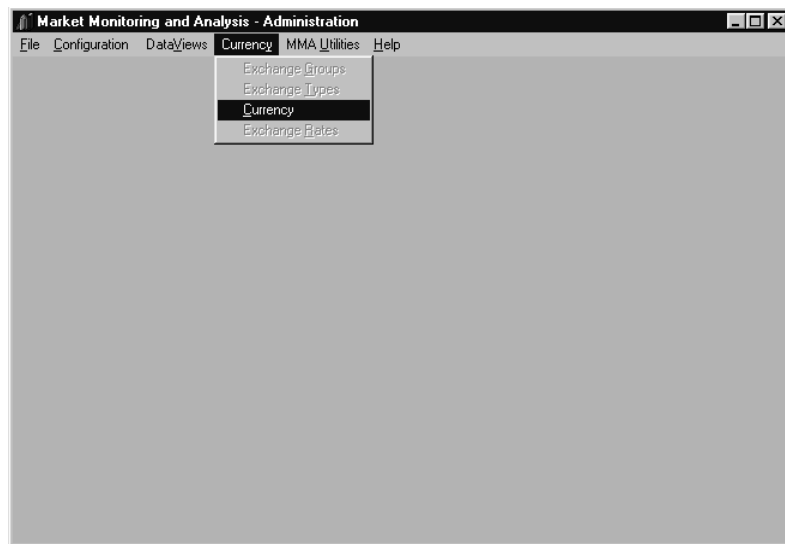 Market Monitoring and Analysis - Administration
File Configuration DataViews Currency MMA Utilities Help
Exchange Groups
Exchange Types
Currency
Exchange Rates